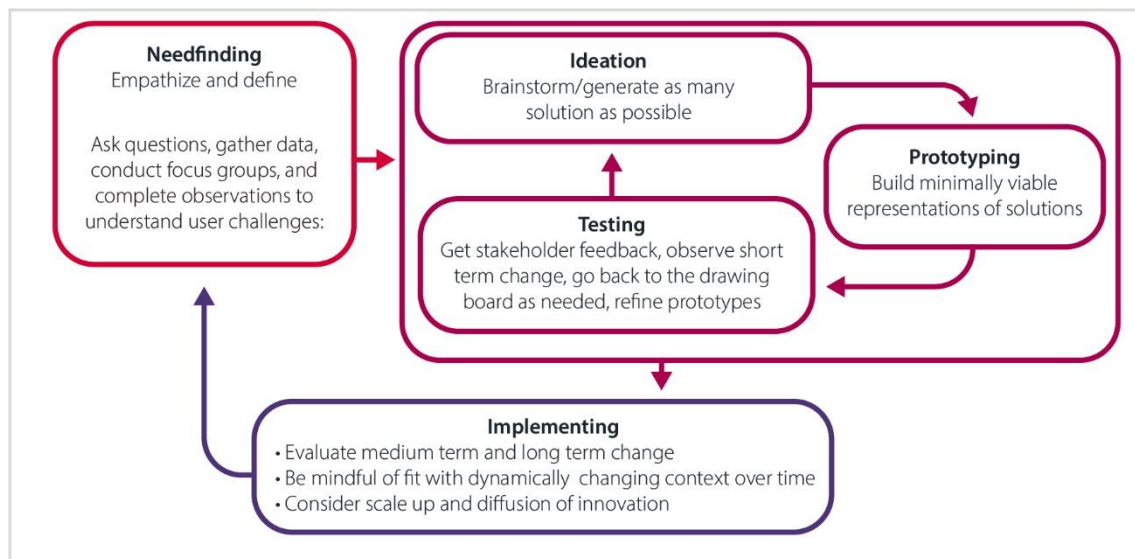 Needfinding
Empathize and define
Ask questions, gather data,
conduct focus groups, and
complete observations to
understand user challenges:
Ideation
Brainstorm/generate as many
solution as possible
Prototyping
Build minimally viable
representations of solutions
Testing
Get stakeholder feedback, observe short
term change, go back to the drawing
board as needed, refine prototypes
Implementing
• Evaluate medium term and long term change
• Be mindful of fit with dynamically changing context over time
• Consider scale up and diffusion of innovation